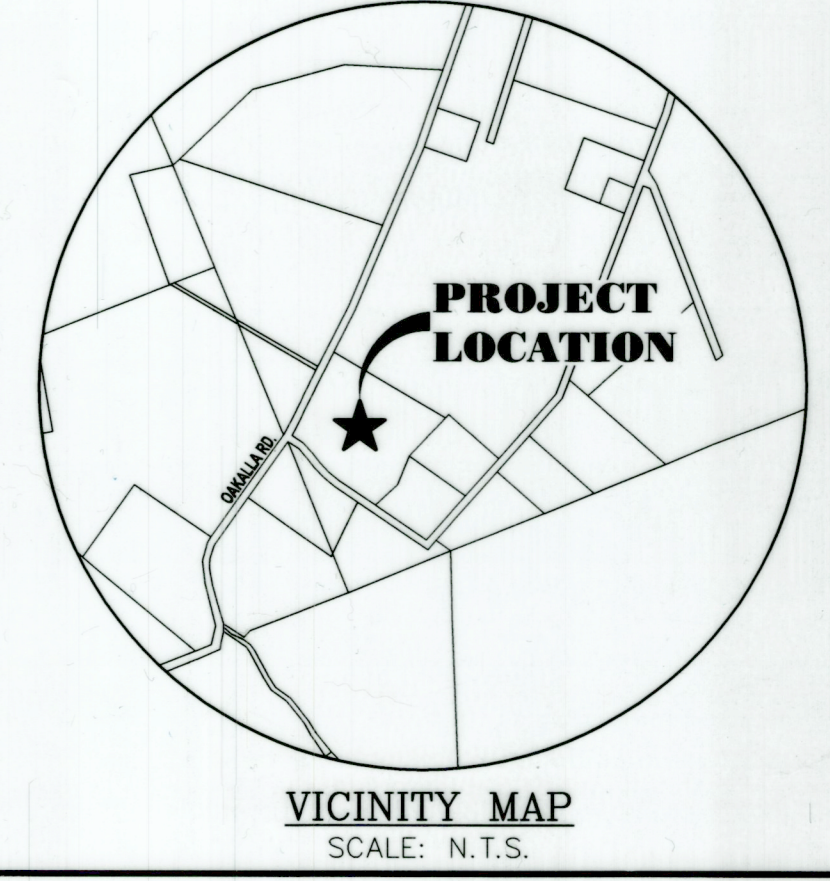 PROJECT
LOCATION
OAKALLA RD.
VICINITY MAP
SCALE: N.T.S.